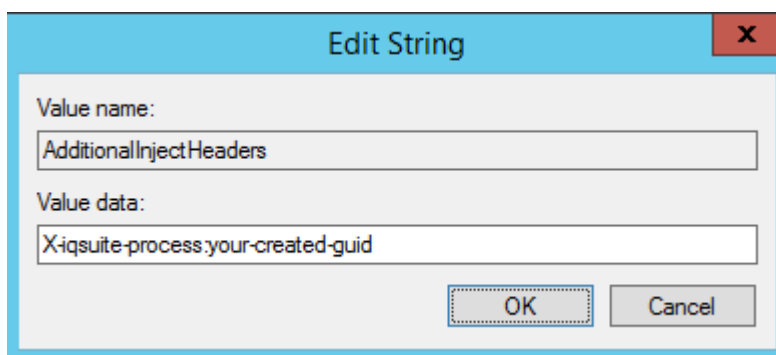 Edit String
x
Value name:
AdditionalInjectHeaders
Value data:
X-iqsuite-process:your-created-guid
OK
Cancel